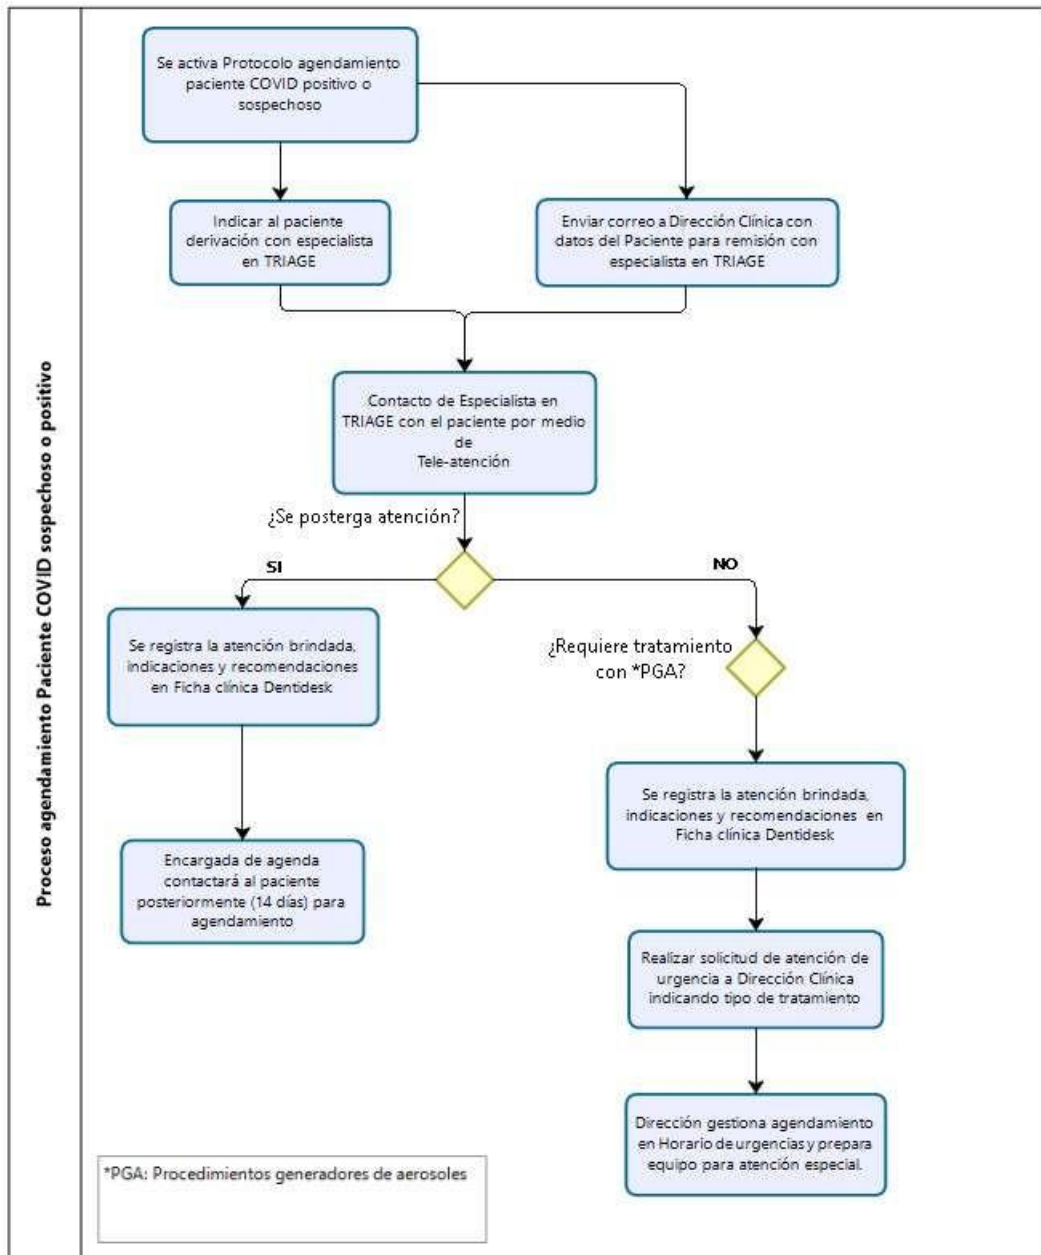 Proceso agendamiento Paciente COVID sospechoso o positivo
Se activa Protocolo agendamiento
paciente COVID positivo o
sospechoso
Indicar al paciente
derivación con especialista
en TRIAGE
Enviar correo a Dirección Clínica con
datos del Paciente para remisión con
especialista en TRIAGE
Contacto de Especialista en
TRIAGE con el paciente por medio
de
Tele-atención
¿Se posterga atención?
SI
NO
Se registra la atención brindada,
indicaciones y recomendaciones
en Ficha clínica Dentidesk
¿Requiere tratamiento
con *PGA?
Encargada de agenda
contactará al paciente
posteriormente (14 días) para
agendamiento
Se registra la atención brindada,
indicaciones y recomendaciones en
Ficha clínica Dentidesk
Realizar solicitud de atención de
urgencia a Dirección Clínica
indicando tipo de tratamiento
Dirección gestiona agendamiento
en Horario de urgencias y prepara
equipo para atención especial.
*PGA: Procedimientos generadores de aerosoles